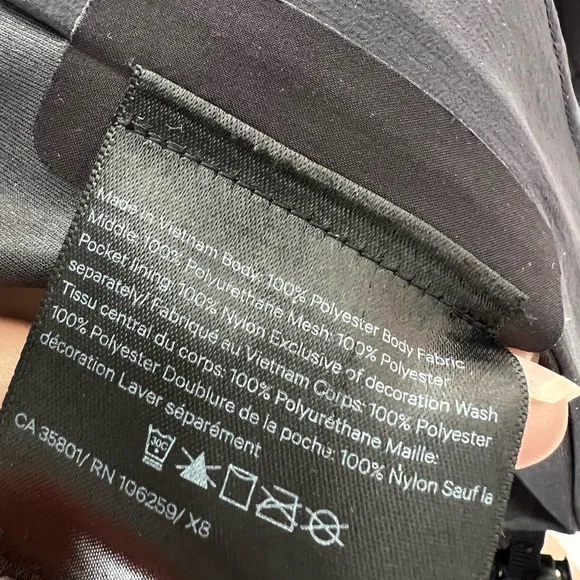 Made in Vietnam Body: 100% Polyester Body Fabric
Middle: 100% Polyurethane Mesh: 100% Polyester
Pocket lining: 100% Nylon Exclusive of decoration Wash
separately/ Fabriqué au Vietnam Corps: 100% Polyester
Tissu central du corps: 100% Polyuréthane Maille:
100% Polyester Doublure de la poche: 100% Nylon Sauf la
décoration Laver séparément
30C
CA 35801/ RN 106259/ X8